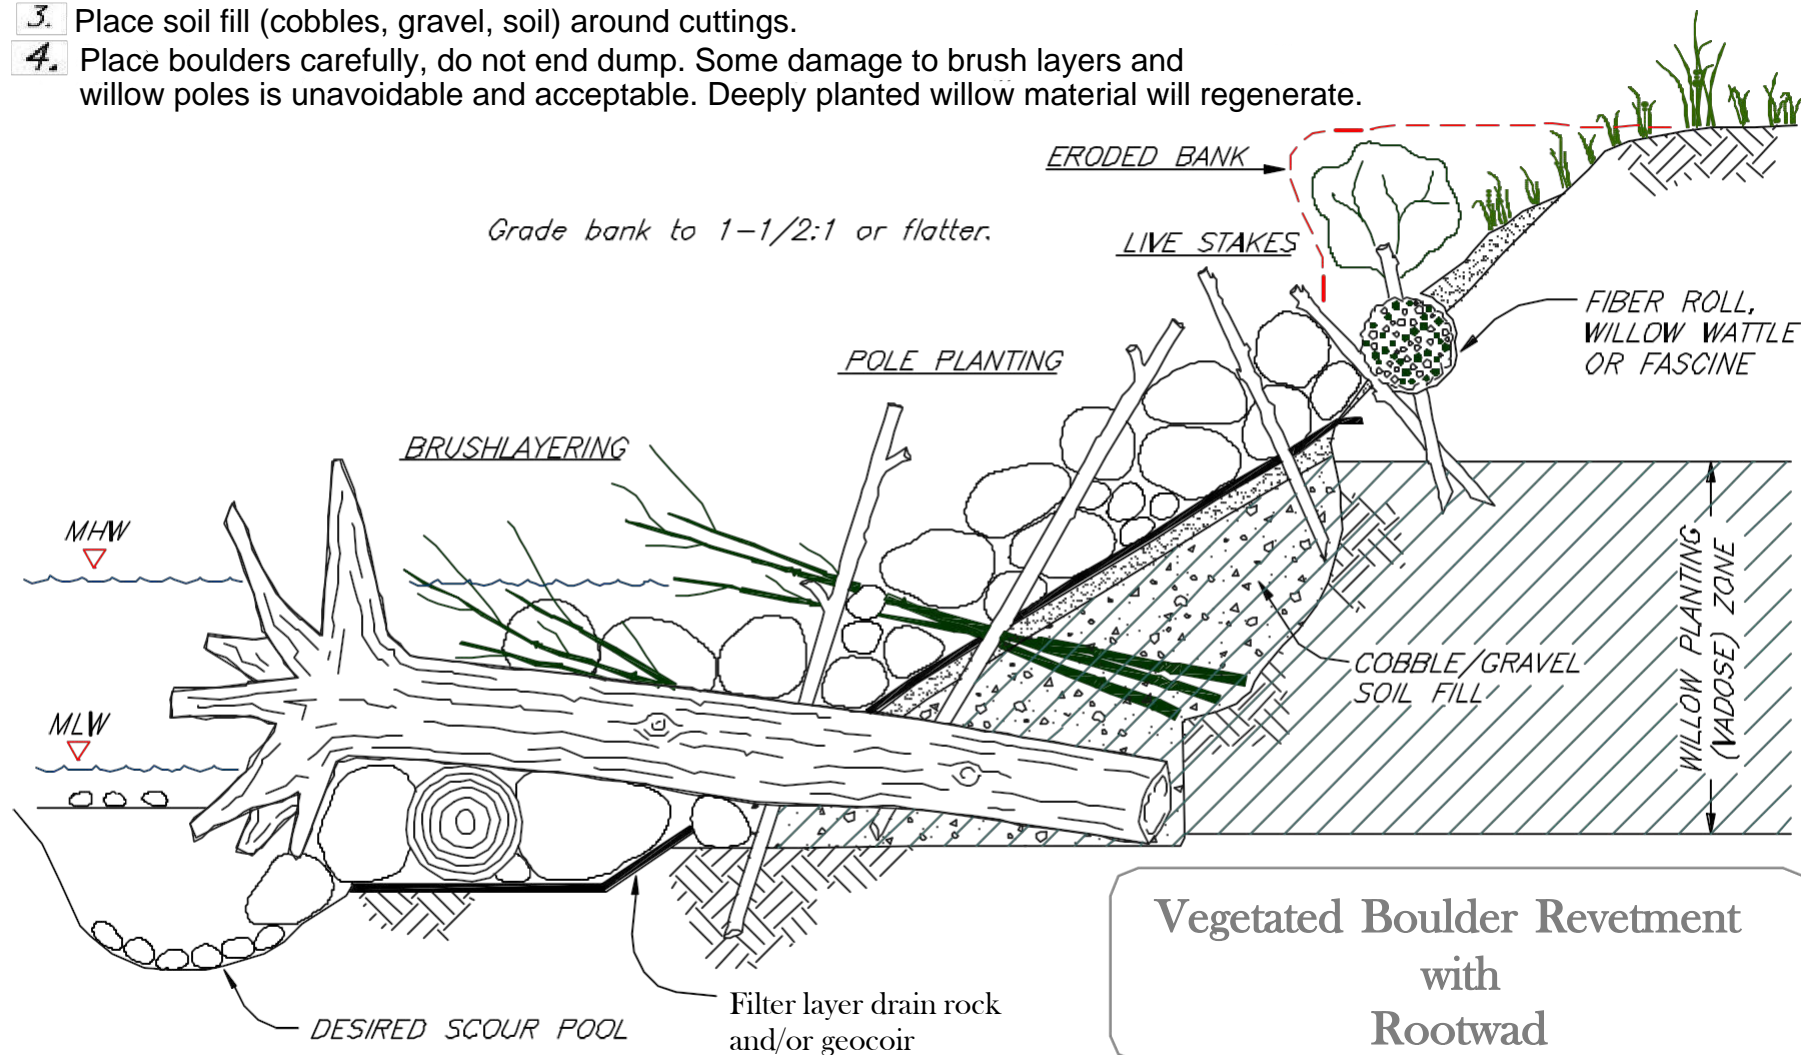 3. Place soil fill (cobbles, gravel, soil) around cuttings.
4. Place boulders carefully, do not end dump. Some damage to brush layers and
willow poles is unavoidable and acceptable. Deeply planted willow material will regenerate.
ERODED BANK
Grade bank to 1-1/2:1 or flatter.
LIVE STAKES
FIBER ROLL,
WILLOW WATTLE
OR FASCINE
POLE PLANTING
BRUSHLAYERING
MHW
WILLOW PLANTING
(VADOSE) ZONE
COBBLE/GRAVEL
SOIL FILL
MLW
Filter layer drain rock
and/or geocoir
DESIRED SCOUR POOL
Vegetated Boulder Revetment
with
Rootwad